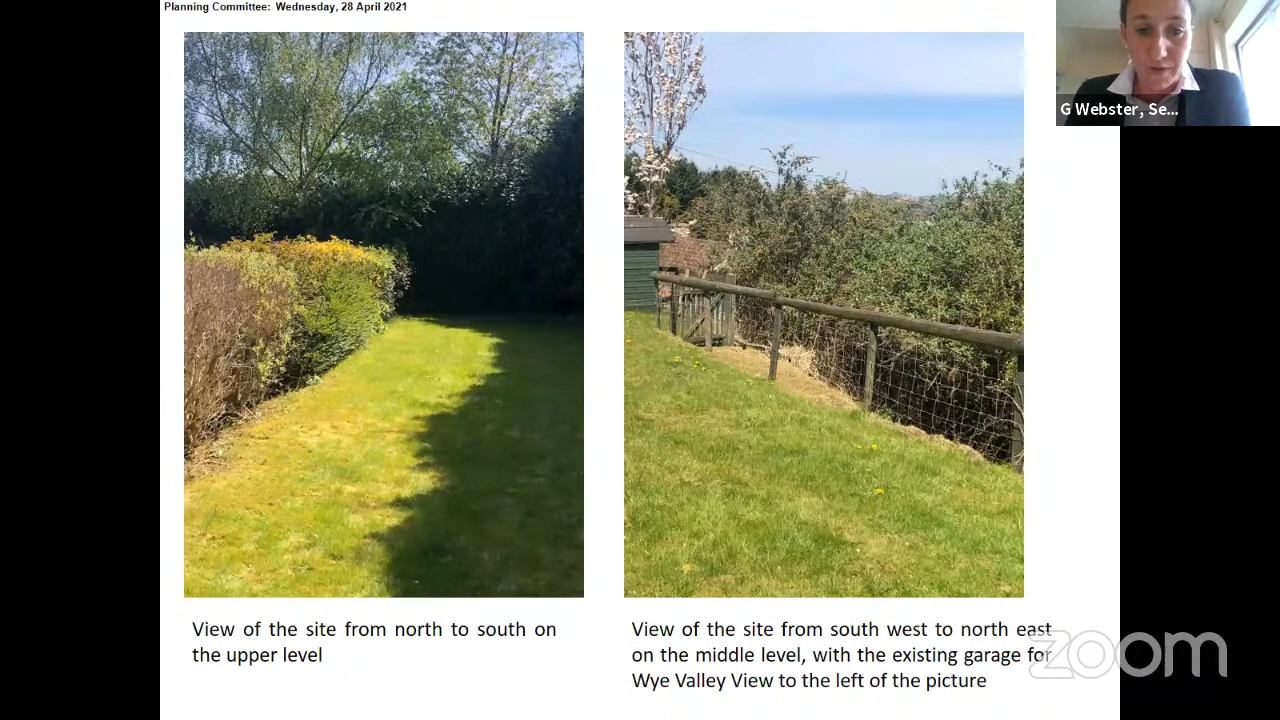 Planning Committee: Wednesday, 28 April 2021
G Webster, Se...
View of the site from north to south on
the upper level
View of the site from south west to north east
on the middle level, with the existing garage for
Wye Valley View to the left of the picture
zoom